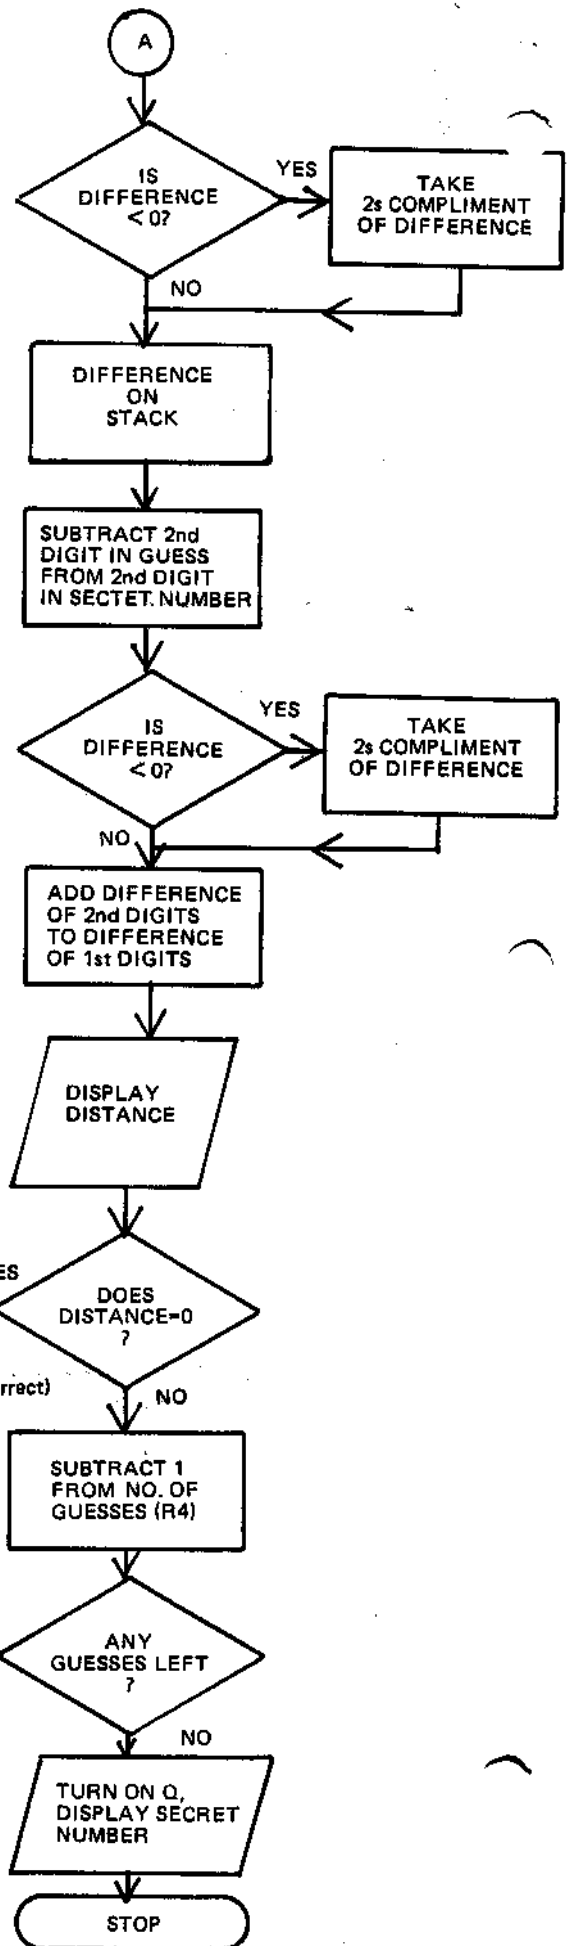 A
IS
DIFFERENCE
< 0?
YES
TAKE
2s COMPLIMENT
OF DIFFERENCE
NO
DIFFERENCE
ON
STACK
SUBTRACT 2nd
DIGIT IN GUESS
FROM 2nd DIGIT
IN SECTET. NUMBER
IS
DIFFERENCE
< 0?
YES
TAKE
2s COMPLIMENT
OF DIFFERENCE
NO
ADD DIFFERENCE
OF 2nd DIGITS
TO DIFFERENCE
OF 1st DIGITS
DISPLAY
DISTANCE
ES
DOES
DISTANCE=0
?
rrect)
NO
SUBTRACT 1
FROM NO. OF
GUESSES (R4)
ANY
GUESSES LEFT
?
NO
TURN ON Q,
DISPLAY SECRET
NUMBER
STOP